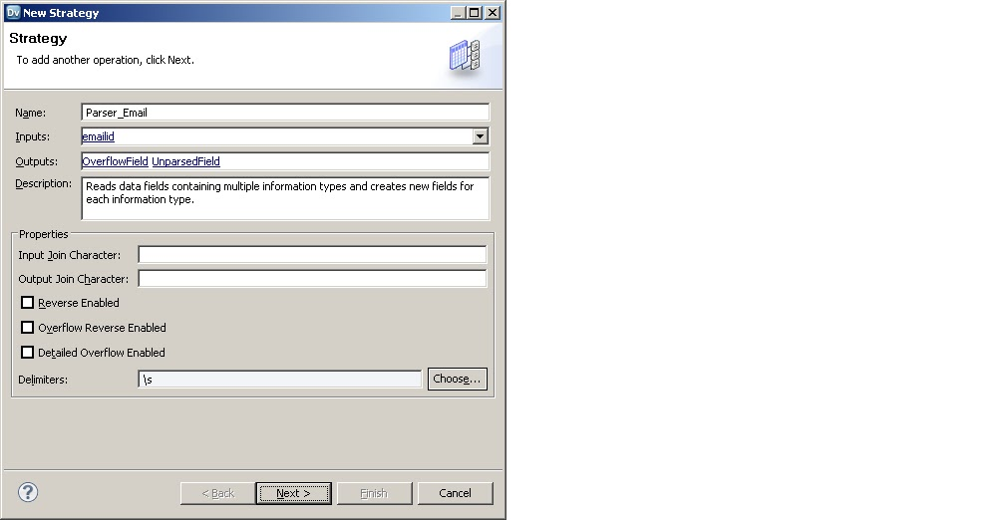 Dv New Strategy
Strategy
To add another operation, click Next.
Name: Parser_Email
Inputs: emailid
Outputs: OverflowField UnparsedField
Description: Reads data fields containing multiple information types and creates new fields for
each information type.
Properties
Input Join Character:
Output Join Character:
Reverse Enabled
Overflow Reverse Enabled
Detailed Overflow Enabled
Delimiters: \s Choose...
? < Back Next > Finish Cancel